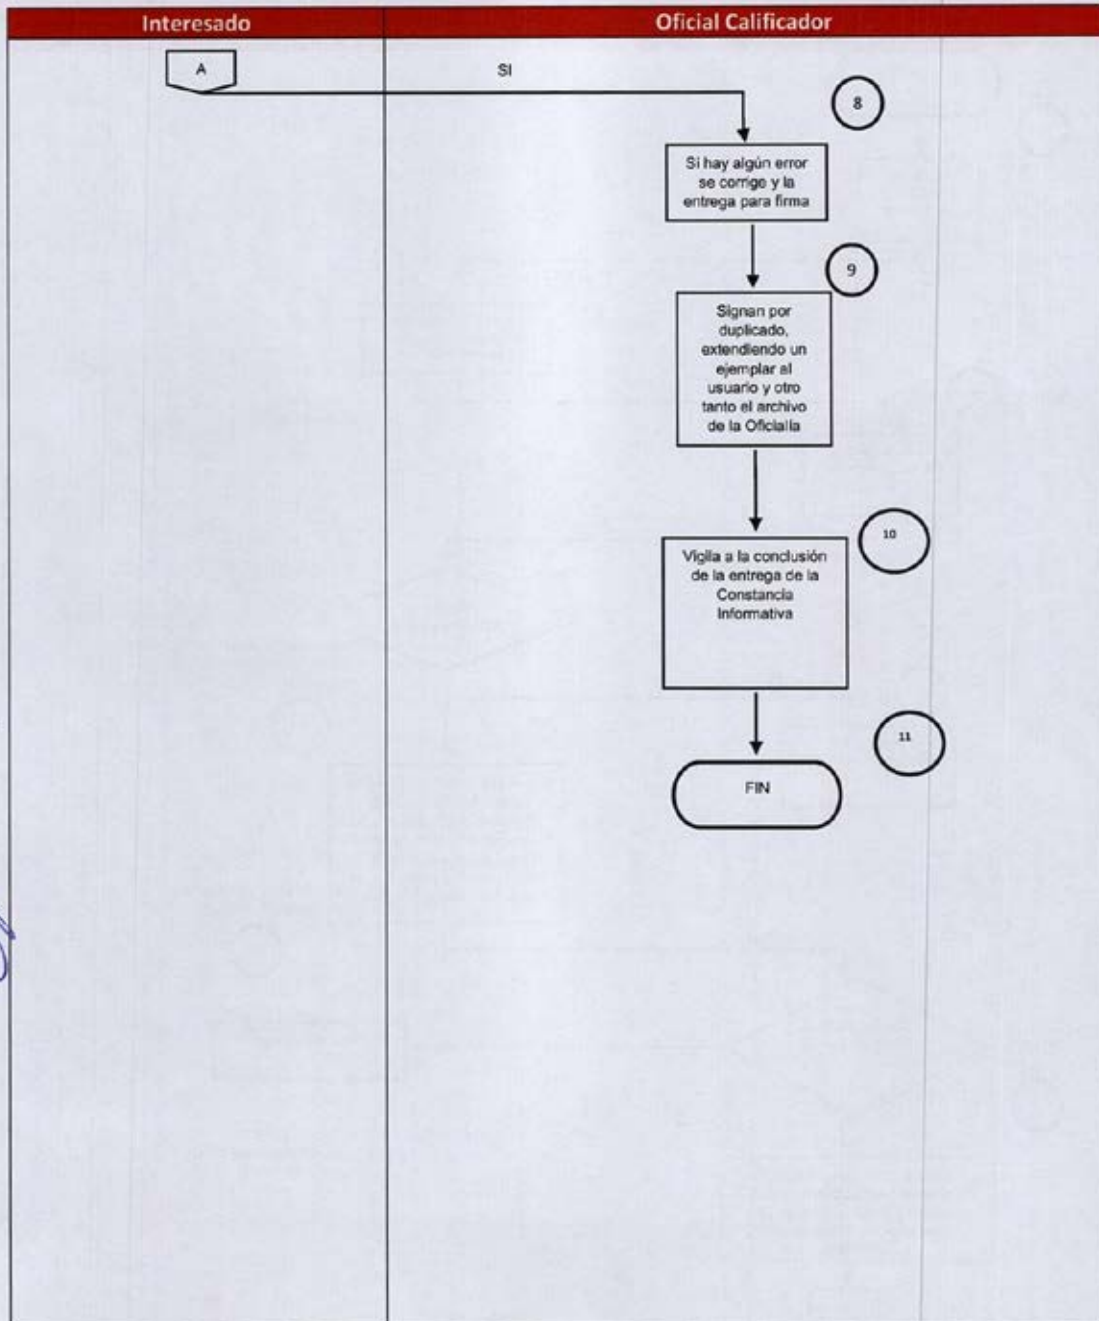 Interesado
Oficial Calificador
A
SI
8
Si hay algún error
se corrige y la
entrega para firma
9
Signan por
duplicado,
extendiendo un
ejemplar al
usuario y otro
tanto el archivo
de la Oficialía
10
Vigila a la conclusión
de la entrega de la
Constancia
Informativa
11
FIN